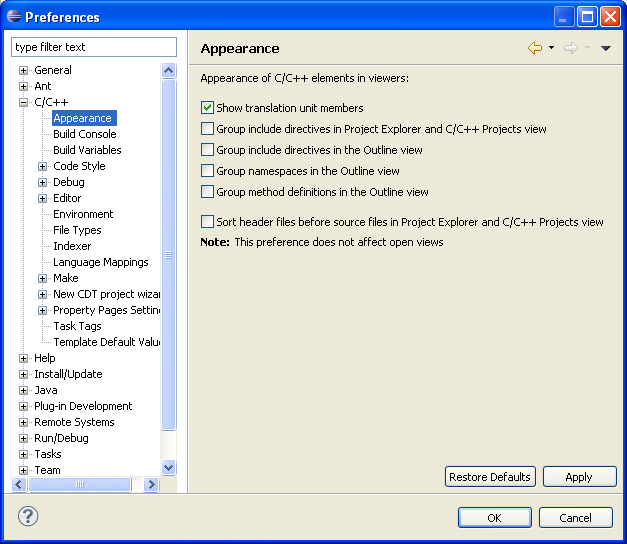 Preferences
type filter text
General
Ant
C/C++
Appearance
Build Console
Build Variables
Code Style
Debug
Editor
Environment
File Types
Indexer
Language Mappings
Make
New CDT project wizar
Property Pages Settin
Task Tags
Template Default Valu
Help
Install/Update
Java
Plug-in Development
Remote Systems
Run/Debug
Tasks
Team
Appearance
Appearance of C/C++ elements in viewers:
Show translation unit members
Group include directives in Project Explorer and C/C++ Projects view
Group include directives in the Outline view
Group namespaces in the Outline view
Group method definitions in the Outline view
Sort header files before source files in Project Explorer and C/C++ Projects view
Note: This preference does not affect open views
Restore Defaults
Apply
?
OK
Cancel